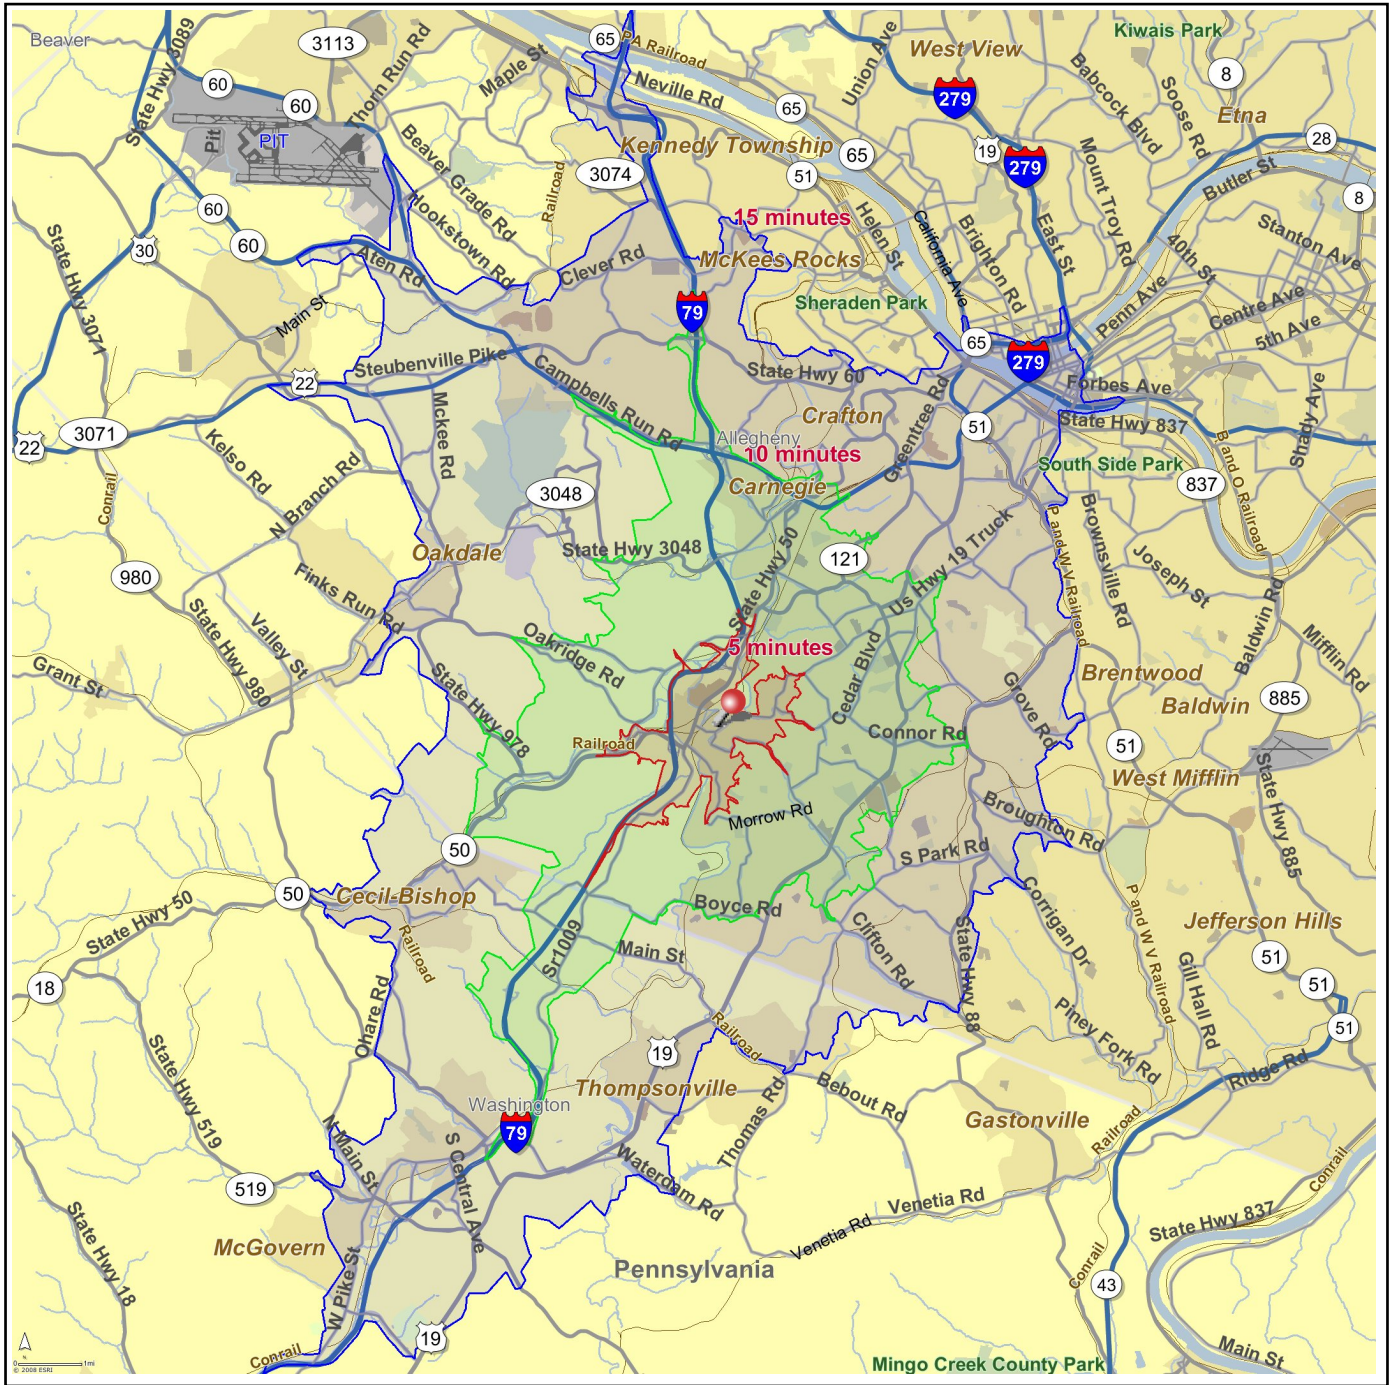 Kiwais Park
65
PA Railroad
West View
Beaver
State Hwy 3089
3113
Thorn Run Rd
Maple St
Union Ave
Babcock Blvd
Soose Rd
8
60
Neville Rd
279
60
65
Etna
28
Pit
PIT
Beaver Grade Rd
Kennedy Township
65
19
279
Mount Troy Rd
Butler St
3074
51
8
Railroad
60
Hookstown Rd
15 minutes
Helen St
California Ave
Brighton Rd
East St
40th St
Stanton Ave
State Hwy 3071
30
60
Aten Rd
Clever Rd
McKees Rocks
Main St
79
Sheraden Park
Penn Ave
Centre Ave
5th Ave
65
279
Steubenville Pike
Campbells Run Rd
State Hwy 60
Forbes Ave
22
Mckee Rd
Crafton
Greentree Rd
51
State Hwy 837
Shady Ave
22
3071
Kelso Rd
N Branch Rd
Allegheny
10 minutes
South Side Park
B and O Railroad
Conrail
3048
Carnegie
837
State Hwy 3048
State Hwy 50
121
Us Hwy 19 Truck
P and W V Railroad
Brownsville Rd
Joseph St
Oakdale
980
Finks Run Rd
State Hwy 980
Valley St
Oakridge Rd
5 minutes
Cedar Blvd
Baldwin Rd
Mifflin Rd
Grant St
State Hwy 978
Grove Rd
Brentwood
Baldwin
885
Railroad
Connor Rd
51
West Mifflin
State Hwy 885
Morrow Rd
Broughton Rd
50
S Park Rd
50
Cecil-Bishop
Boyce Rd
Corrigan Dr
P and W V Railroad
State Hwy 50
Railroad
Sr1009
Main St
Clifton Rd
State Hwy 88
Jefferson Hills
51
18
Ohare Rd
Gill Hall Rd
51
Railroad
Piney Fork Rd
51
State Hwy 519
19
Ridge Rd
Thompsonville
Thomas Rd
Bebout Rd
Washington
79
Gastonville
Railroad
N Main St
S Central Ave
Waterdam Rd
Conrail
519
Venetia Rd
State Hwy 837
State Hwy 18
McGovern
Venetia Rd
W Pike St
Pennsylvania
Conrail
43
19
Conrail
Mingo Creek County Park
Main St
0 1mi
© 2008 ESRI